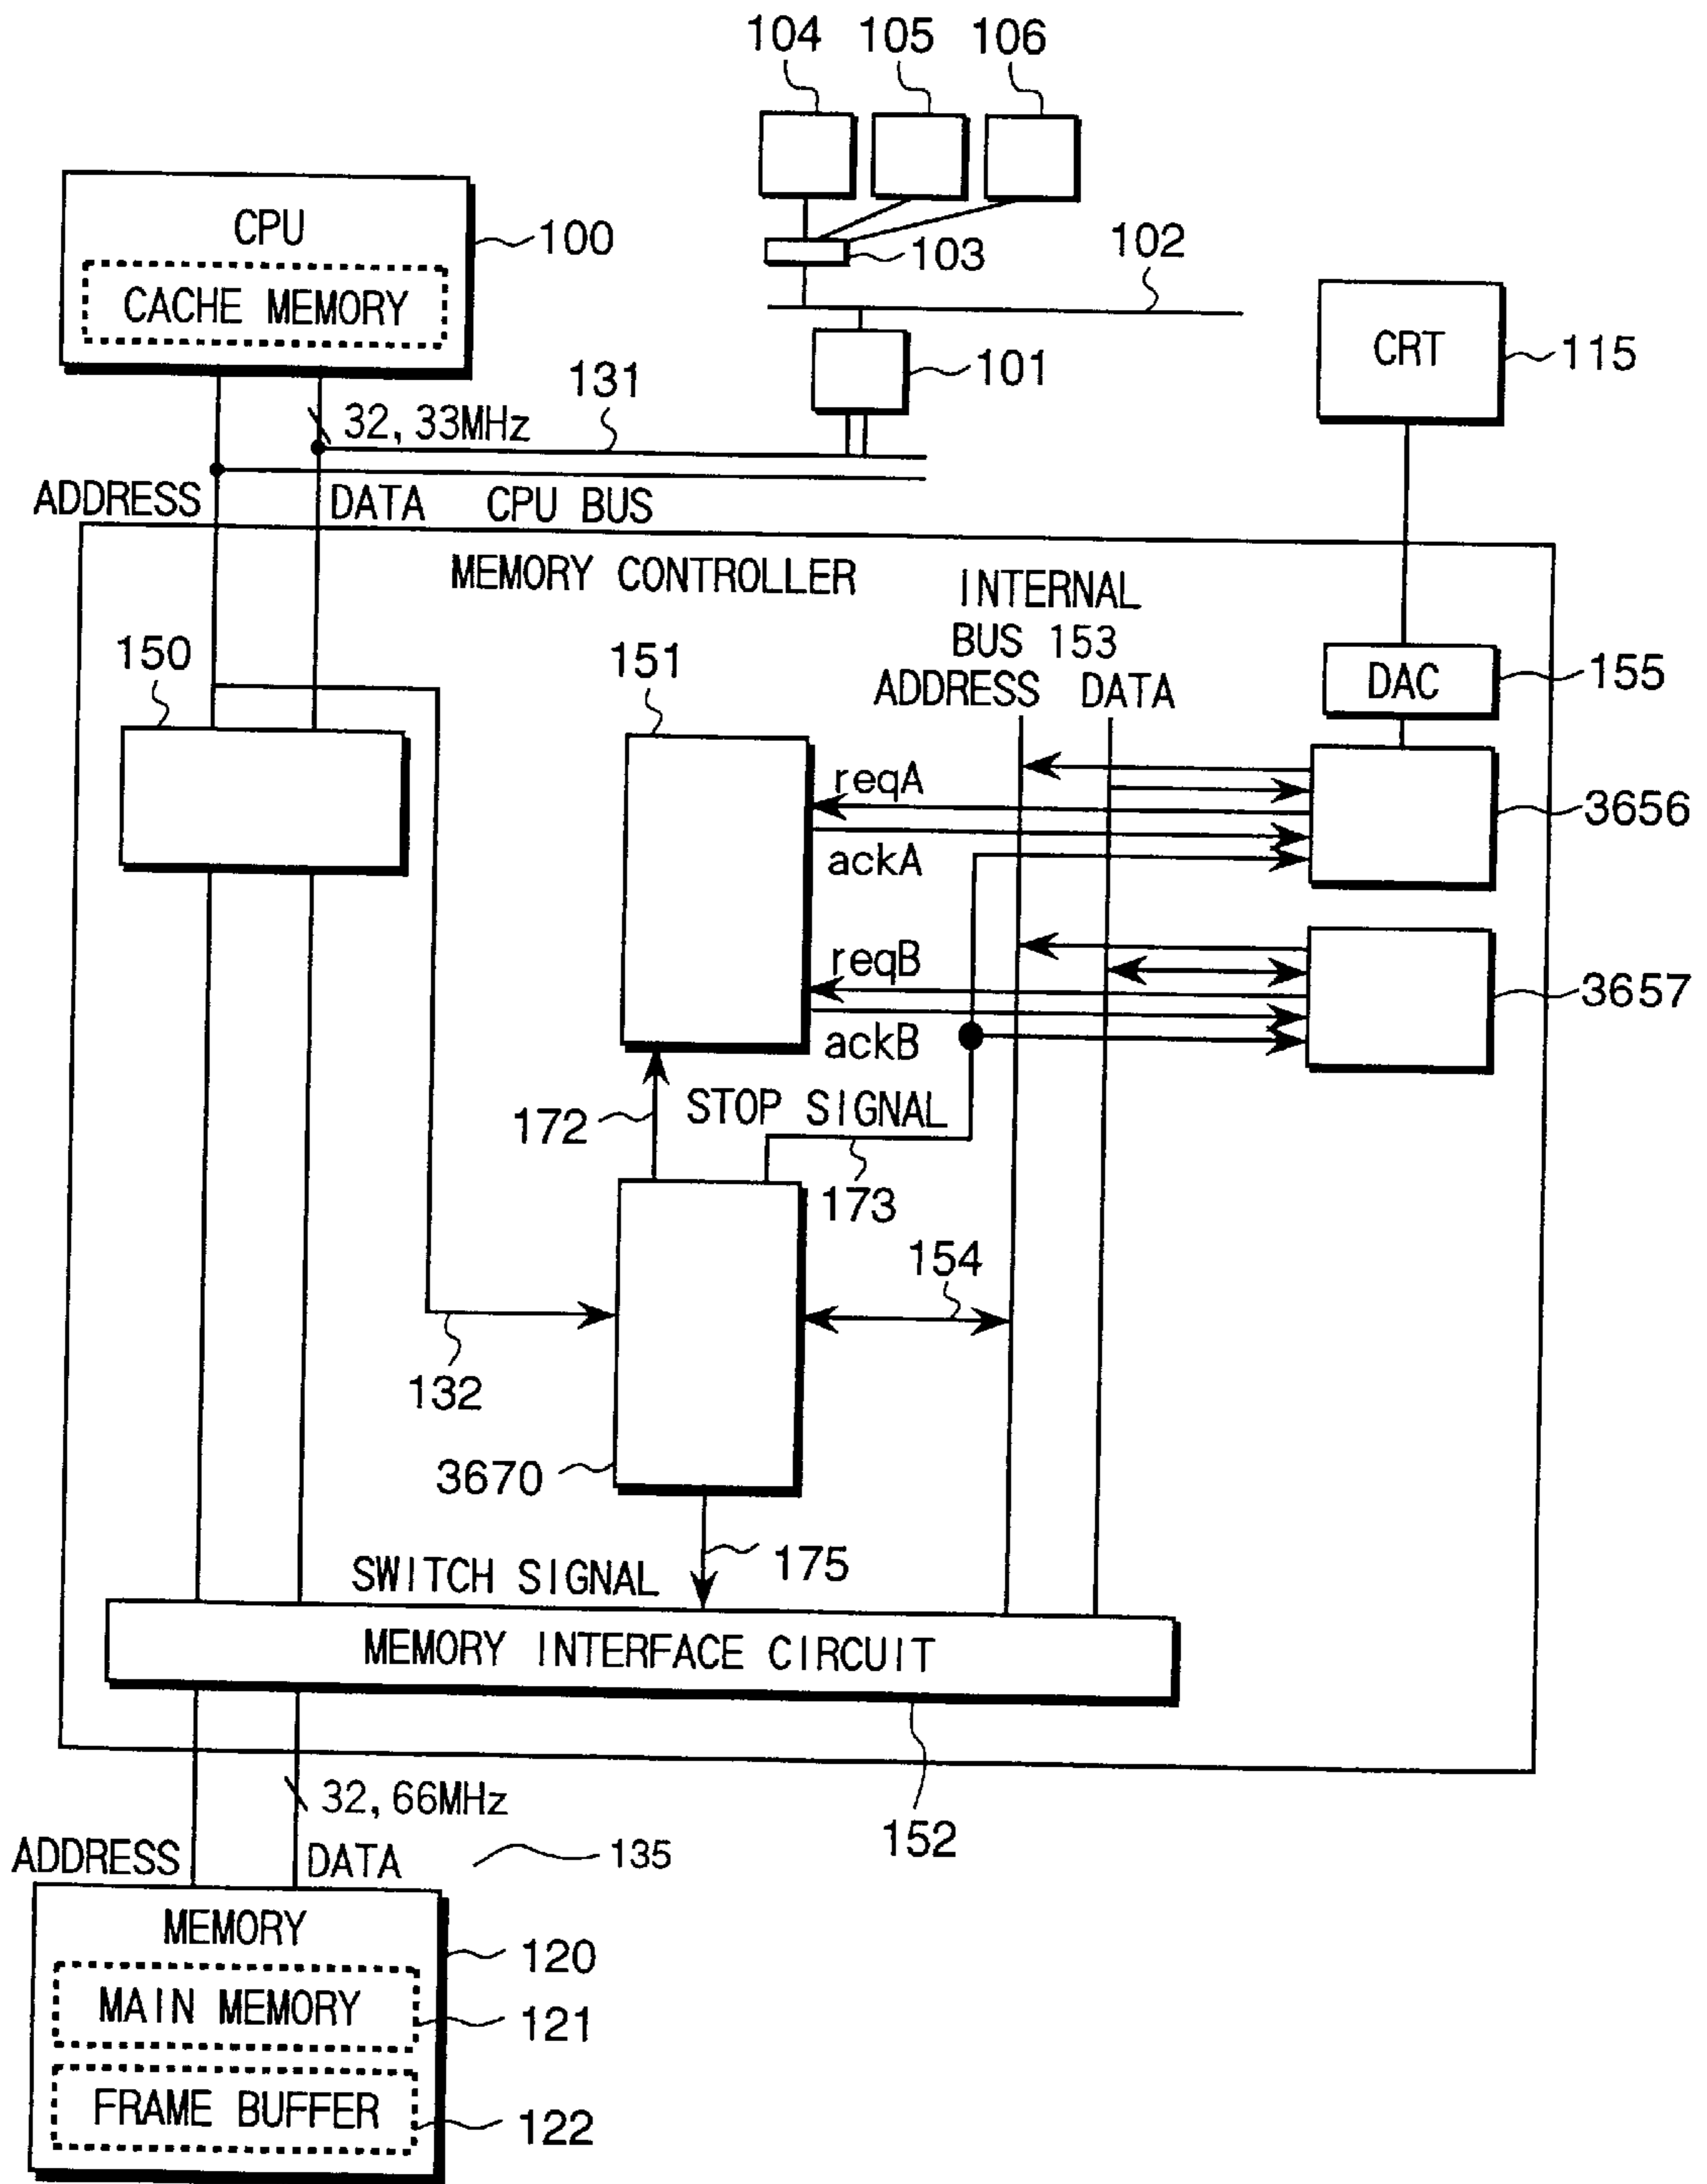 104 105 106
CPU
100
CACHE MEMORY
103
102
CRT
115
101
131
32, 33MHz
ADDRESS DATA CPU BUS
MEMORY CONTROLLER
INTERNAL
BUS 153
ADDRESS DATA
150
151
DAC
155
reqA
3656
ackA
reqB
3657
ackB
172
STOP SIGNAL
173
154
132
3670
175
SWITCH SIGNAL
MEMORY INTERFACE CIRCUIT
152
32, 66MHz
ADDRESS DATA
135
MEMORY
120
MAIN MEMORY
121
FRAME BUFFER
122